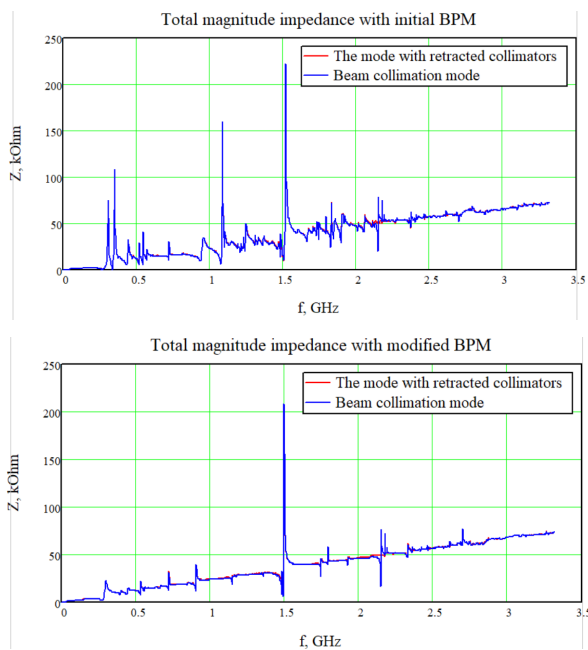 Total magnitude impedance with initial BPM
250
The mode with retracted collimators
Beam collimation mode
200
150
Z, kOhm
100
50
0
0 0.5 1 1.5 2 2.5 3 3.5
f, GHz
Total magnitude impedance with modified BPM
250
The mode with retracted collimators
Beam collimation mode
200
150
Z, kOhm
100
50
0
0 0.5 1 1.5 2 2.5 3 3.5
f, GHz